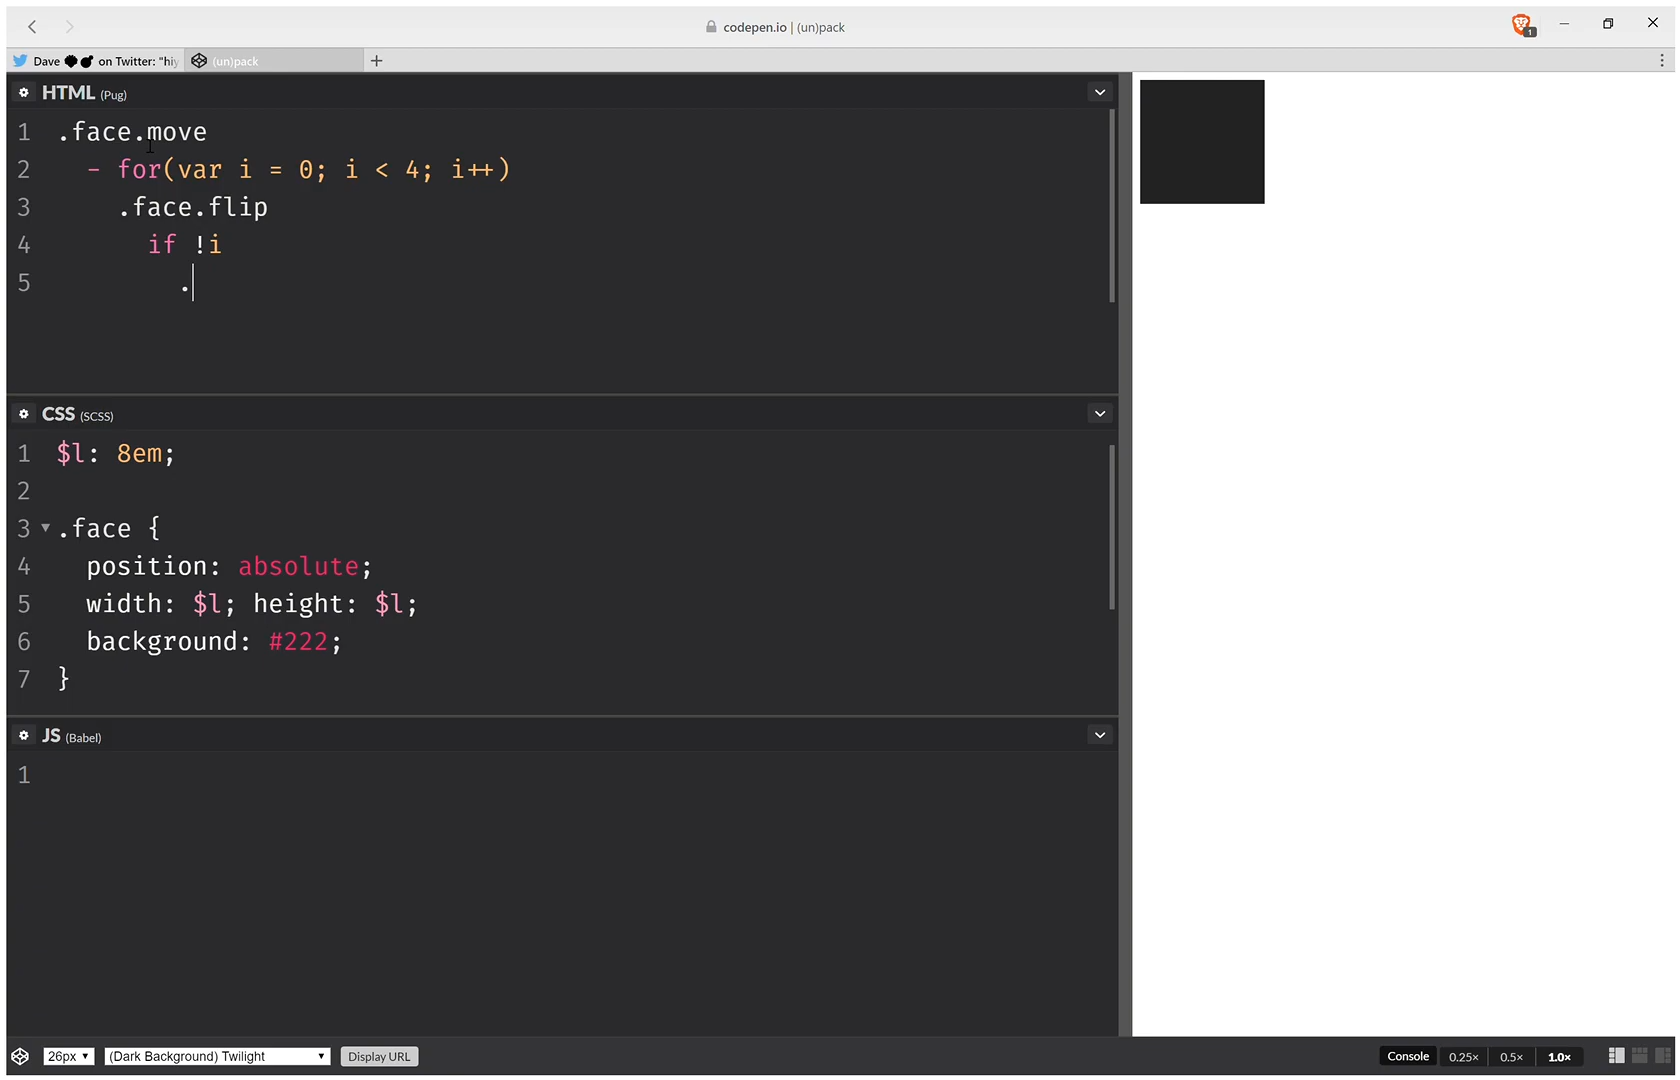 codepen.io | (un)pack
1
Dave on Twitter: "hiy
(un)pack
HTML (Pug)
1 .face.move
2 - for(var i = 0; i < 4; i++)
3 .face.flip
4 if !i
5 .
CSS (SCSS)
1 $l: 8em;
2
3 .face {
4 position: absolute;
5 width: $l; height: $l;
6 background: #222;
7 }
JS (Babel)
1
26px (Dark Background) Twilight Display URL Console 0.25× 0.5× 1.0×